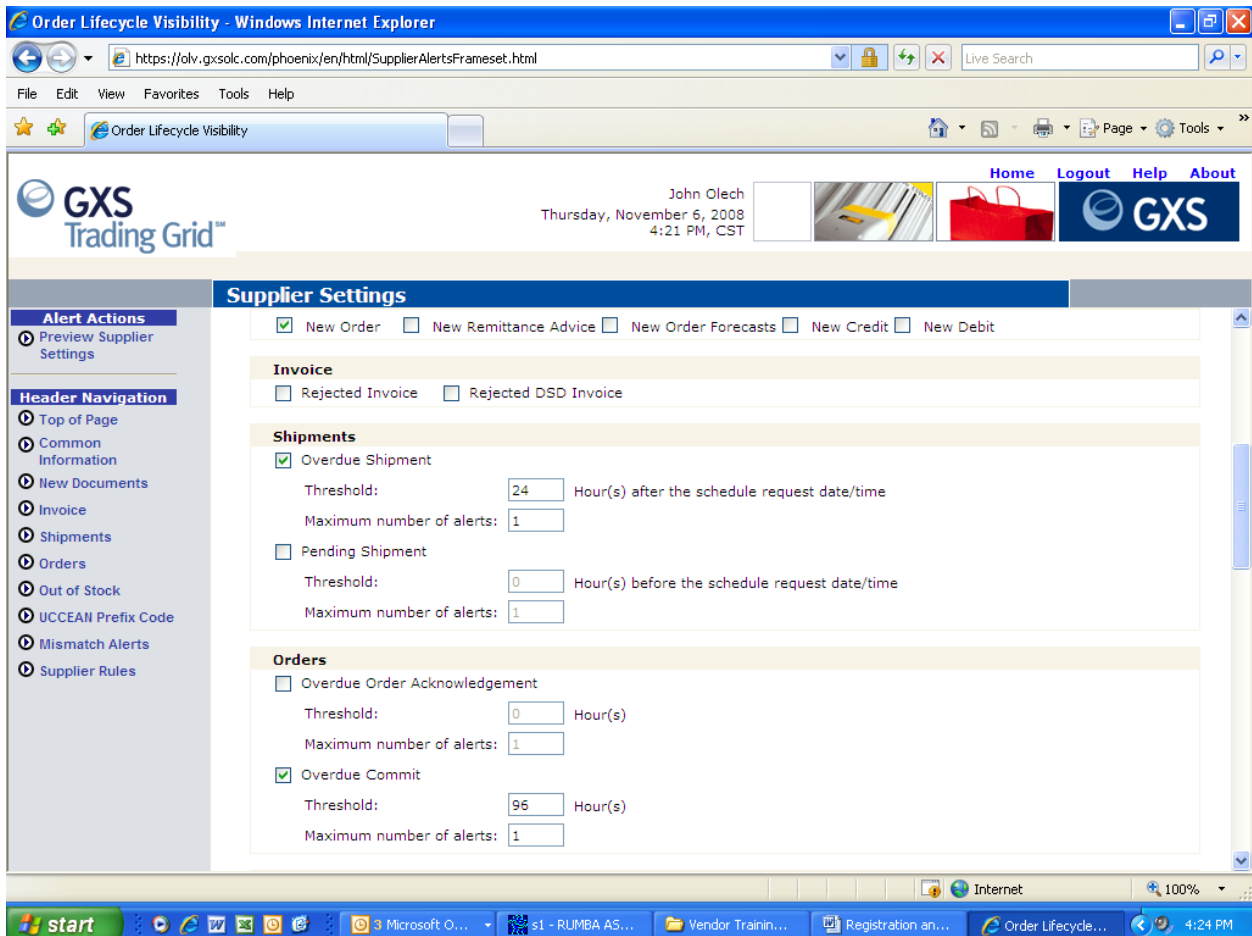 Order Lifecycle Visibility - Windows Internet Explorer
https://olv.gxsolc.com/phoenix/en/html/SupplierAlertsFrameset.html
Live Search
File Edit View Favorites Tools Help
Order Lifecycle Visibility
Page Tools »
Home Logout Help About
GXS
Trading Grid℠
John Olech
Thursday, November 6, 2008
4:21 PM, CST
GXS
Supplier Settings
Alert Actions
Preview Supplier
Settings
Header Navigation
Top of Page
Common
Information
New Documents
Invoice
Shipments
Orders
Out of Stock
UCCEAN Prefix Code
Mismatch Alerts
Supplier Rules
New Order New Remittance Advice New Order Forecasts New Credit New Debit
Invoice
Rejected Invoice Rejected DSD Invoice
Shipments
Overdue Shipment
Threshold: 24 Hour(s) after the schedule request date/time
Maximum number of alerts: 1
Pending Shipment
Threshold: 0 Hour(s) before the schedule request date/time
Maximum number of alerts: 1
Orders
Overdue Order Acknowledgement
Threshold: 0 Hour(s)
Maximum number of alerts: 1
Overdue Commit
Threshold: 96 Hour(s)
Maximum number of alerts: 1
Internet 100%
start 3 Microsoft O... s1 - RUMBA AS... Vendor Trainin... Registration an... Order Lifecycle... 4:24 PM